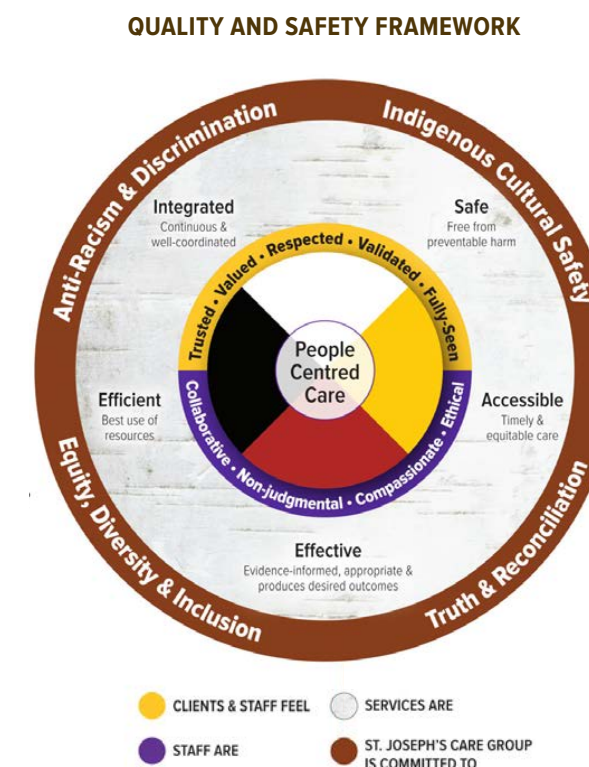 QUALITY AND SAFETY FRAMEWORK
Anti-Racism & Discrimination
Indigenous Cultural Safety
Integrated
Continuous &
well-coordinated
Safe
Free from
preventable harm
Trusted • Valued • Respected • Validated • Fully-Seen
People
Centred
Care
Efficient
Best use of
resources
Accessible
Timely &
equitable care
Collaborative • Non-judgmental • Compassionate • Ethical
Effective
Evidence-informed, appropriate &
produces desired outcomes
Equity, Diversity & Inclusion
Truth & Reconciliation
CLIENTS & STAFF FEEL
SERVICES ARE
STAFF ARE
ST. JOSEPH'S CARE GROUP
IS COMMITTED TO